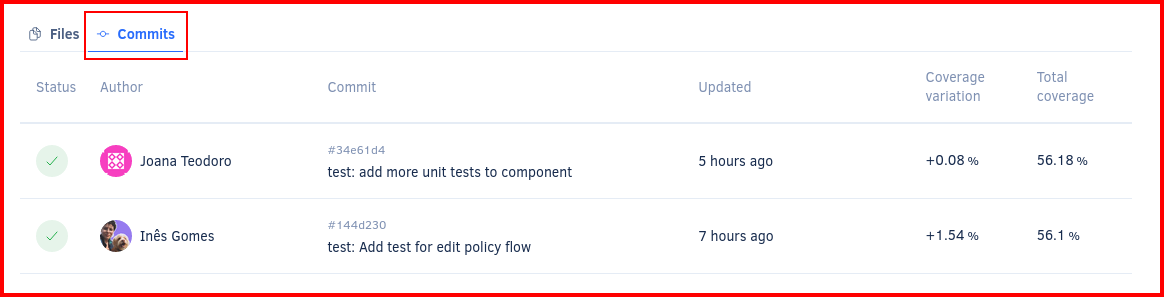 Files Commits
Status Author Commit Updated Coverage variation Total coverage
#34e61d4
Joana Teodoro test: add more unit tests to component 5 hours ago +0.08 % 56.18 %
#144d230
Inês Gomes test: Add test for edit policy flow 7 hours ago +1.54 % 56.1 %